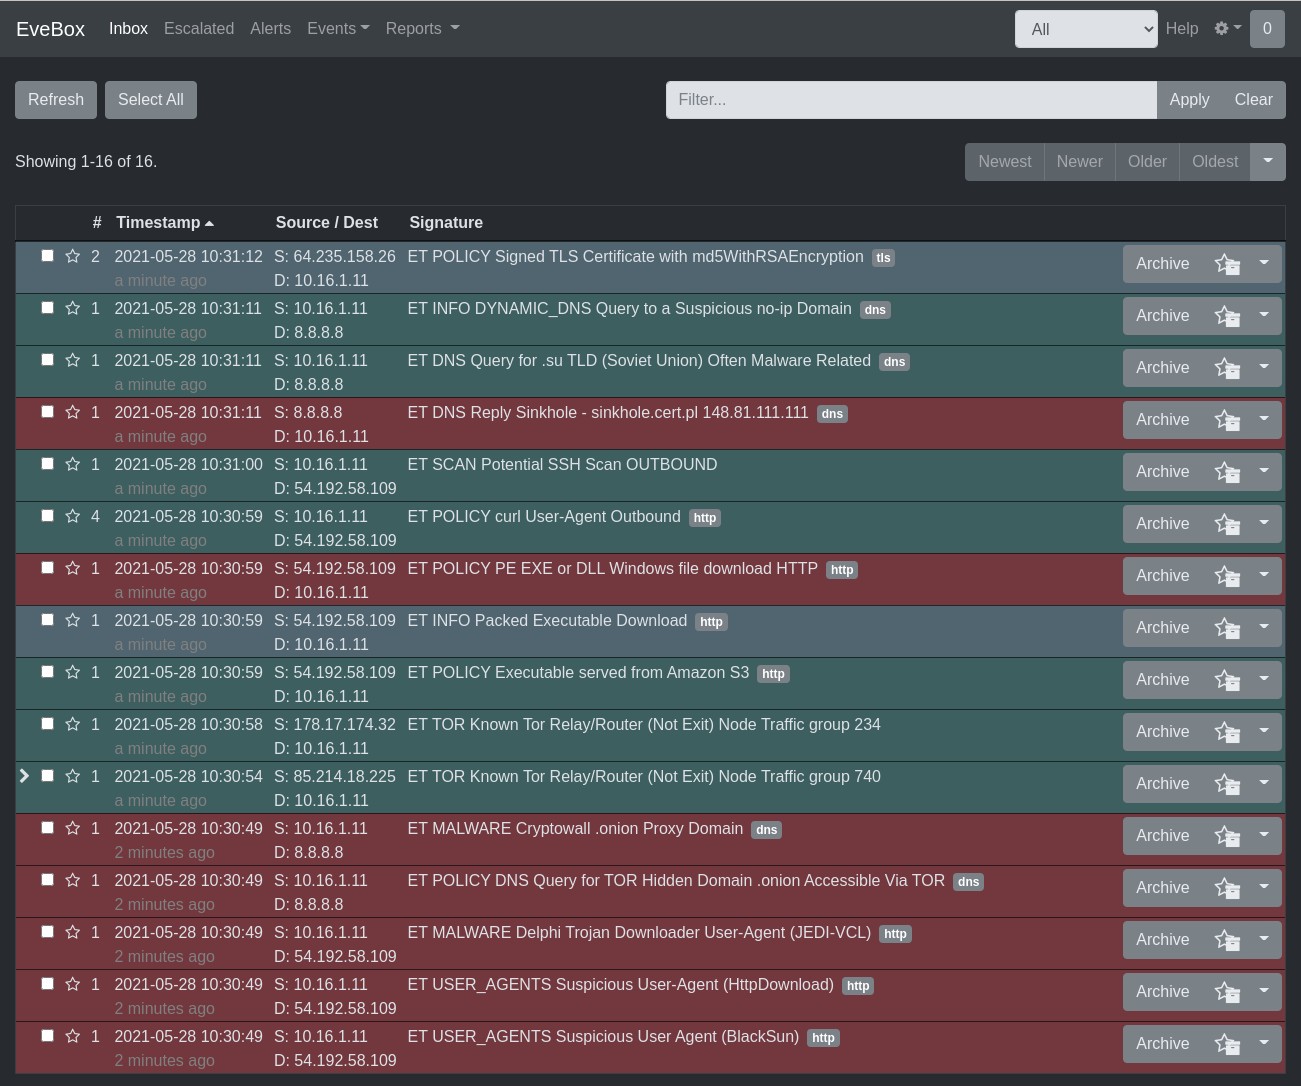 EveBox Inbox Escalated Alerts Events Reports All Help 0
Refresh Select All Filter... Apply Clear
Showing 1-16 of 16. Newest Newer Older Oldest
# Timestamp Source / Dest Signature
2 2021-05-28 10:31:12 S: 64.235.158.26 ET POLICY Signed TLS Certificate with md5WithRSAEncryption tls Archive
a minute ago D: 10.16.1.11
1 2021-05-28 10:31:11 S: 10.16.1.11 ET INFO DYNAMIC_DNS Query to a Suspicious no-ip Domain dns Archive
a minute ago D: 8.8.8.8
1 2021-05-28 10:31:11 S: 10.16.1.11 ET DNS Query for .su TLD (Soviet Union) Often Malware Related dns Archive
a minute ago D: 8.8.8.8
1 2021-05-28 10:31:11 S: 8.8.8.8 ET DNS Reply Sinkhole - sinkhole.cert.pl 148.81.111.111 dns Archive
a minute ago D: 10.16.1.11
1 2021-05-28 10:31:00 S: 10.16.1.11 ET SCAN Potential SSH Scan OUTBOUND Archive
a minute ago D: 54.192.58.109
4 2021-05-28 10:30:59 S: 10.16.1.11 ET POLICY curl User-Agent Outbound http Archive
a minute ago D: 54.192.58.109
1 2021-05-28 10:30:59 S: 54.192.58.109 ET POLICY PE EXE or DLL Windows file download HTTP http Archive
a minute ago D: 10.16.1.11
1 2021-05-28 10:30:59 S: 54.192.58.109 ET INFO Packed Executable Download http Archive
a minute ago D: 10.16.1.11
1 2021-05-28 10:30:59 S: 54.192.58.109 ET POLICY Executable served from Amazon S3 http Archive
a minute ago D: 10.16.1.11
1 2021-05-28 10:30:58 S: 178.17.174.32 ET TOR Known Tor Relay/Router (Not Exit) Node Traffic group 234 Archive
a minute ago D: 10.16.1.11
1 2021-05-28 10:30:54 S: 85.214.18.225 ET TOR Known Tor Relay/Router (Not Exit) Node Traffic group 740 Archive
a minute ago D: 10.16.1.11
1 2021-05-28 10:30:49 S: 10.16.1.11 ET MALWARE Cryptowall .onion Proxy Domain dns Archive
2 minutes ago D: 8.8.8.8
1 2021-05-28 10:30:49 S: 10.16.1.11 ET POLICY DNS Query for TOR Hidden Domain .onion Accessible Via TOR dns Archive
2 minutes ago D: 8.8.8.8
1 2021-05-28 10:30:49 S: 10.16.1.11 ET MALWARE Delphi Trojan Downloader User-Agent (JEDI-VCL) http Archive
2 minutes ago D: 54.192.58.109
1 2021-05-28 10:30:49 S: 10.16.1.11 ET USER_AGENTS Suspicious User-Agent (HttpDownload) http Archive
2 minutes ago D: 54.192.58.109
1 2021-05-28 10:30:49 S: 10.16.1.11 ET USER_AGENTS Suspicious User Agent (BlackSun) http Archive
2 minutes ago D: 54.192.58.109